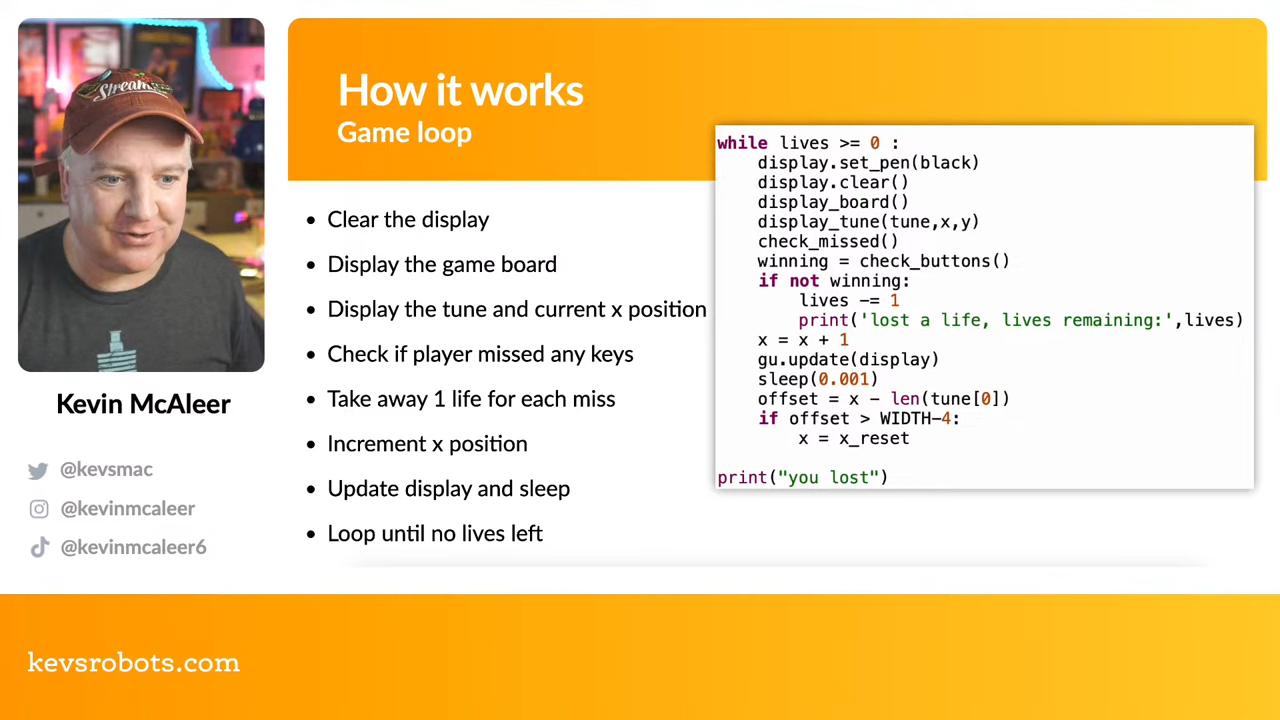 Streamer
How it works
Game loop
while lives >= 0 :
    display.set_pen(black)
    display.clear()
    display_board()
    display_tune(tune,x,y)
    check_missed()
    winning = check_buttons()
    if not winning:
        lives -= 1
        print('lost a life, lives remaining:',lives)
    x = x + 1
    gu.update(display)
    sleep(0.001)
    offset = x - len(tune[0])
    if offset > WIDTH-4:
        x = x_reset
print("you lost")
• Clear the display
• Display the game board
• Display the tune and current x position
• Check if player missed any keys
• Take away 1 life for each miss
• Increment x position
• Update display and sleep
• Loop until no lives left
Kevin McAleer
@kevsmac
@kevinmcaleer
@kevinmcaleer6
kevsrobots.com